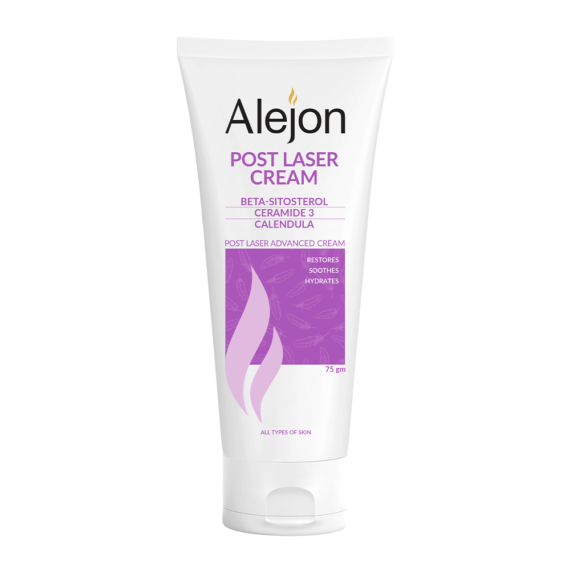 Alejon
POST LASER
CREAM
BETA-SITOSTEROL
CERAMIDE 3
CALENDULA
POST LASER ADVANCED CREAM
RESTORES
SOOTHES
HYDRATES
75 gm
ALL TYPES OF SKIN